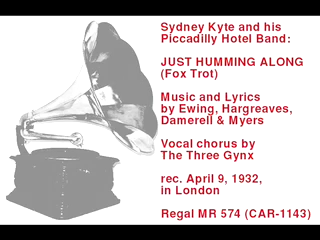 Sydney Kyte and his
Piccadilly Hotel Band:
JUST HUMMING ALONG
(Fox Trot)
Music and Lyrics
by Ewing, Hargreaves,
Damerell & Myers
Vocal chorus by
The Three Gynx
rec. April 9, 1932,
in London
Regal MR 574 (CAR-1143)